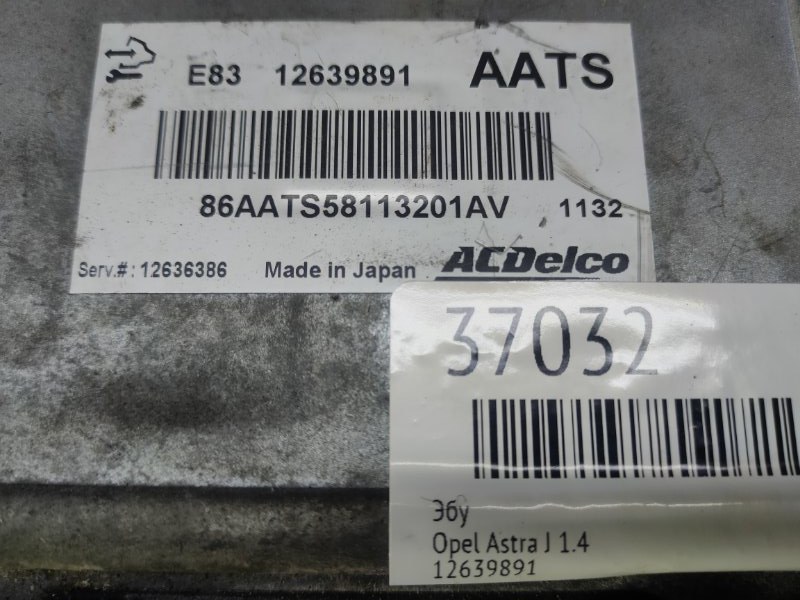 E83 12639891 AATS
86AATS58113201AV 1132
Serv.#: 12636386 Made in Japan ACDelco
37032
Эбу
Opel Astra J 1.4
12639891